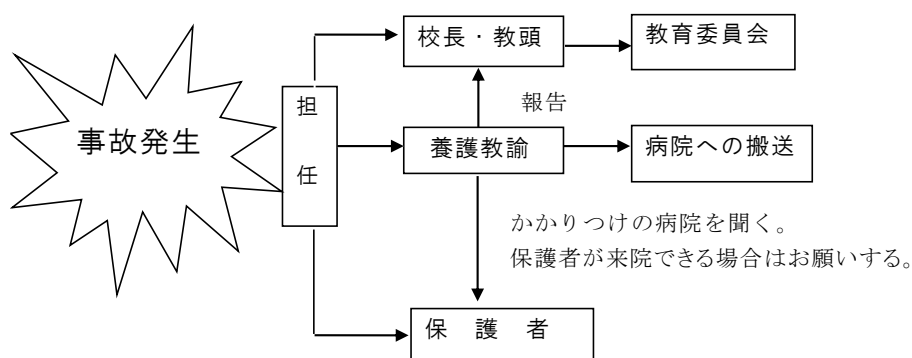 校長・教頭
教育委員会
報告
事故発生
担任
養護教諭
病院への搬送
かかりつけの病院を聞く。
保護者が来院できる場合はお願いする。
保護者